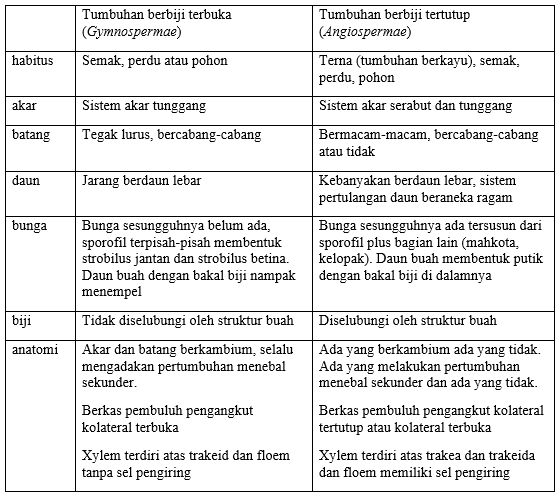 Tumbuhan berbiji terbuka
(Gymnospermae)
Tumbuhan berbiji tertutup
(Angiospermae)
habitus
Semak, perdu atau pohon
Terna (tumbuhan berkayu), semak,
perdu, pohon
akar
Sistem akar tunggang
Sistem akar serabut dan tunggang
batang
Tegak lurus, bercabang-cabang
Bermacam-macam, bercabang-cabang
atau tidak
daun
Jarang berdaun lebar
Kebanyakan berdaun lebar, sistem
pertulangan daun beraneka ragam
bunga
Bunga sesungguhnya belum ada,
sporofil terpisah-pisah membentuk
strobilus jantan dan strobilus betina.
Daun buah dengan bakal biji nampak
menempel
Bunga sesungguhnya ada tersusun dari
sporofil plus bagian lain (mahkota,
kelopak). Daun buah membentuk putik
dengan bakal biji di dalamnya
biji
Tidak diselubungi oleh struktur buah
Diselubungi oleh struktur buah
anatomi
Akar dan batang berkambium, selalu
mengadakan pertumbuhan menebal
sekunder.
Berkas pembuluh pengangkut
kolateral terbuka
Xylem terdiri atas trakeid dan floem
tanpa sel pengiring
Ada yang berkambium ada yang tidak.
Ada yang melakukan pertumbuhan
menebal sekunder dan ada yang tidak.
Berkas pembuluh pengangkut kolateral
tertutup atau kolateral terbuka
Xylem terdiri atas trakea dan trakeida
dan floem memiliki sel pengiring